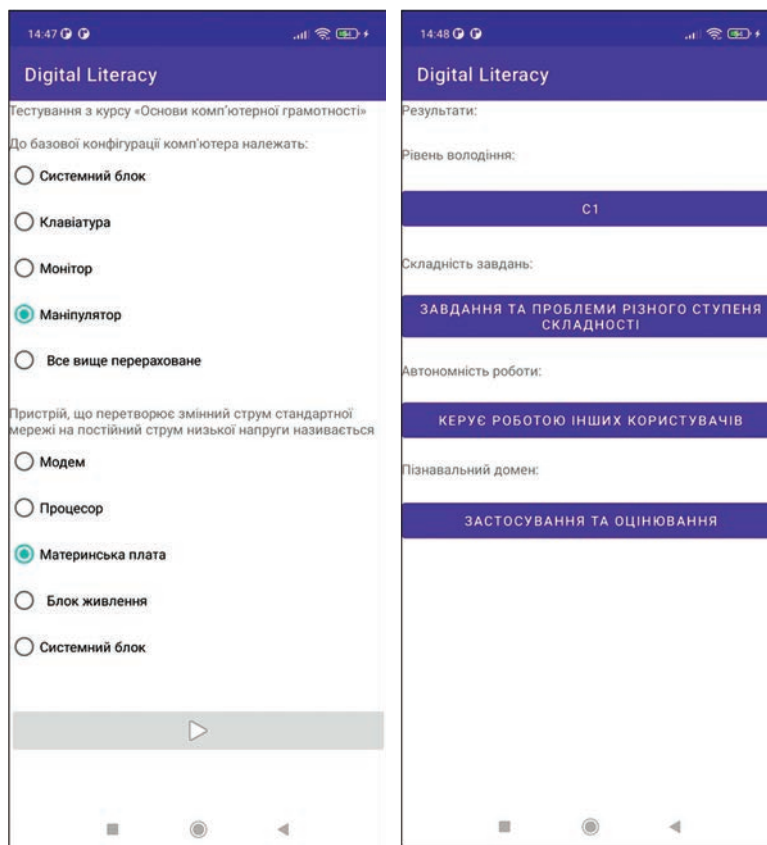 14:47
Digital Literacy
Тестування з курсу «Основи комп'ютерної грамотності»
До базової конфігурації комп'ютера належать:
Системний блок
Клавіатура
Монітор
Маніпулятор
Все вище перераховане
Пристрій, що перетворює змінний струм стандартної
мережі на постійний струм низької напруги називається
Модем
Процесор
Материнська плата
Блок живлення
Системний блок
14:48
Digital Literacy
Результати:
Рівень володіння:
C1
Складність завдань:
ЗАВДАННЯ ТА ПРОБЛЕМИ РІЗНОГО СТУПЕНЯ
СКЛАДНОСТІ
Автономність роботи:
КЕРУЄ РОБОТОЮ ІНШИХ КОРИСТУВАЧІВ
Пізнавальний домен:
ЗАСТОСУВАННЯ ТА ОЦІНЮВАННЯ